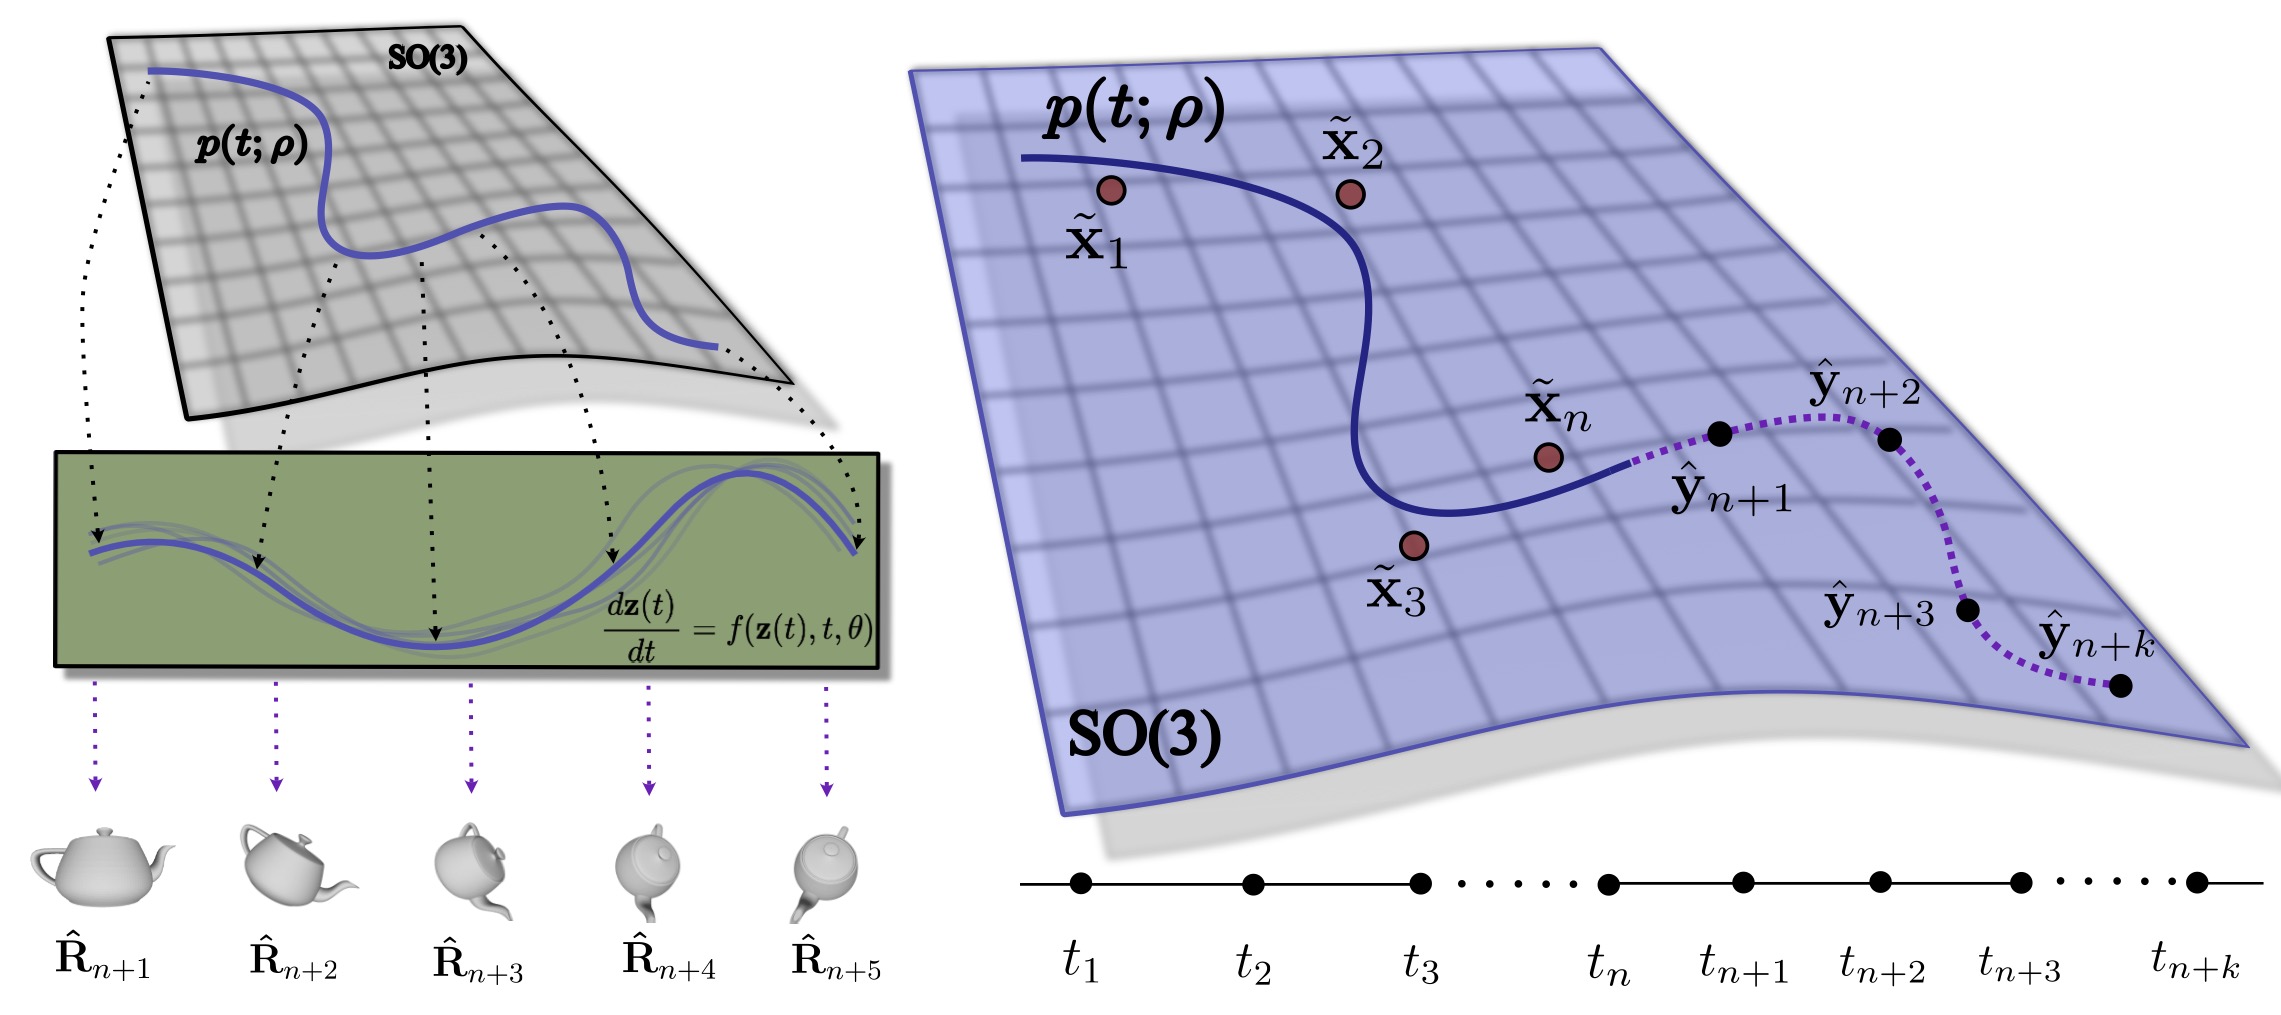 SO(3)
p(t; ρ)
dz(t)/dt = f(z(t), t, θ)
R̂ₙ₊₁ R̂ₙ₊₂ R̂ₙ₊₃ R̂ₙ₊₄ R̂ₙ₊₅
p(t; ρ)
x̃₂
x̃₁
ŷₙ₊₂
x̃ₙ
ŷₙ₊₁
x̃₃
ŷₙ₊₃
ŷₙ₊ₖ
SO(3)
t₁ t₂ t₃ tₙ tₙ₊₁ tₙ₊₂ tₙ₊₃ tₙ₊ₖ